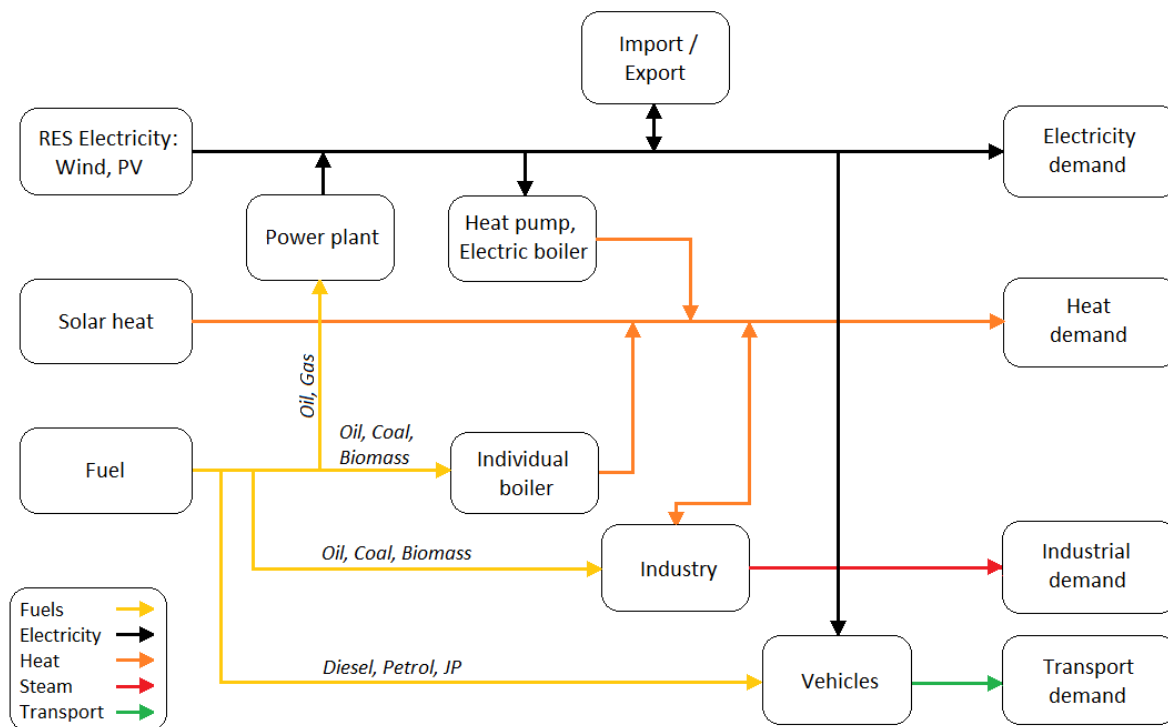 Import /
Export
RES Electricity:
Wind, PV
Electricity
demand
Power plant
Heat pump,
Electric boiler
Solar heat
Heat
demand
Oil, Gas
Oil, Coal,
Biomass
Fuel
Individual
boiler
Oil, Coal, Biomass
Industry
Industrial
demand
Fuels
Electricity
Heat
Steam
Transport
Diesel, Petrol, JP
Vehicles
Transport
demand